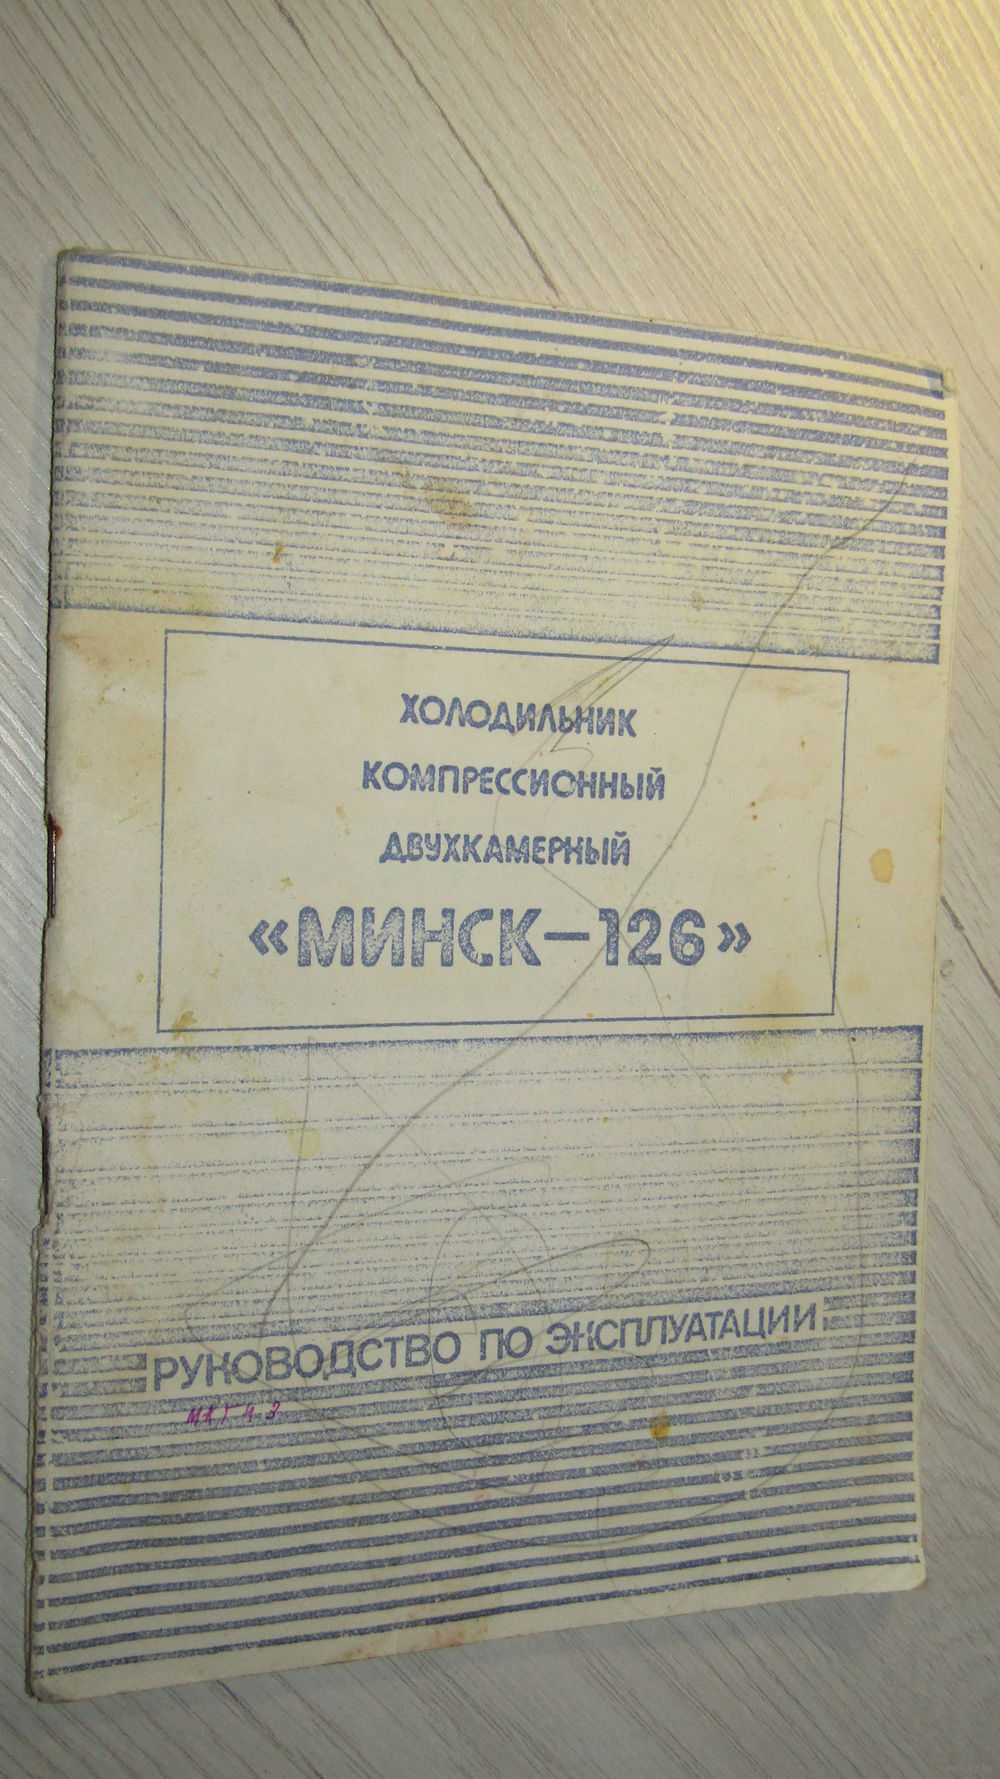 ХОЛОДИЛЬНИК
КОМПРЕССИОННЫЙ
ДВУХКАМЕРНЫЙ
«МИНСК—126»
РУКОВОДСТВО ПО ЭКСПЛУАТАЦИИ